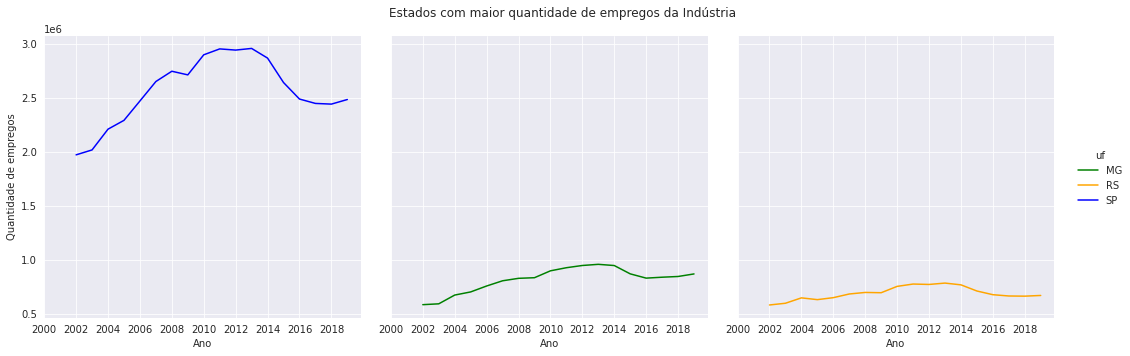 Estados com maior quantidade de empregos da Indústria
1e6
3.0
2.5
2.0
1.5
1.0
0.5
Quantidade de empregos
2000 2002 2004 2006 2008 2010 2012 2014 2016 2018
Ano
2000 2002 2004 2006 2008 2010 2012 2014 2016 2018
Ano
2000 2002 2004 2006 2008 2010 2012 2014 2016 2018
Ano
uf
MG
RS
SP